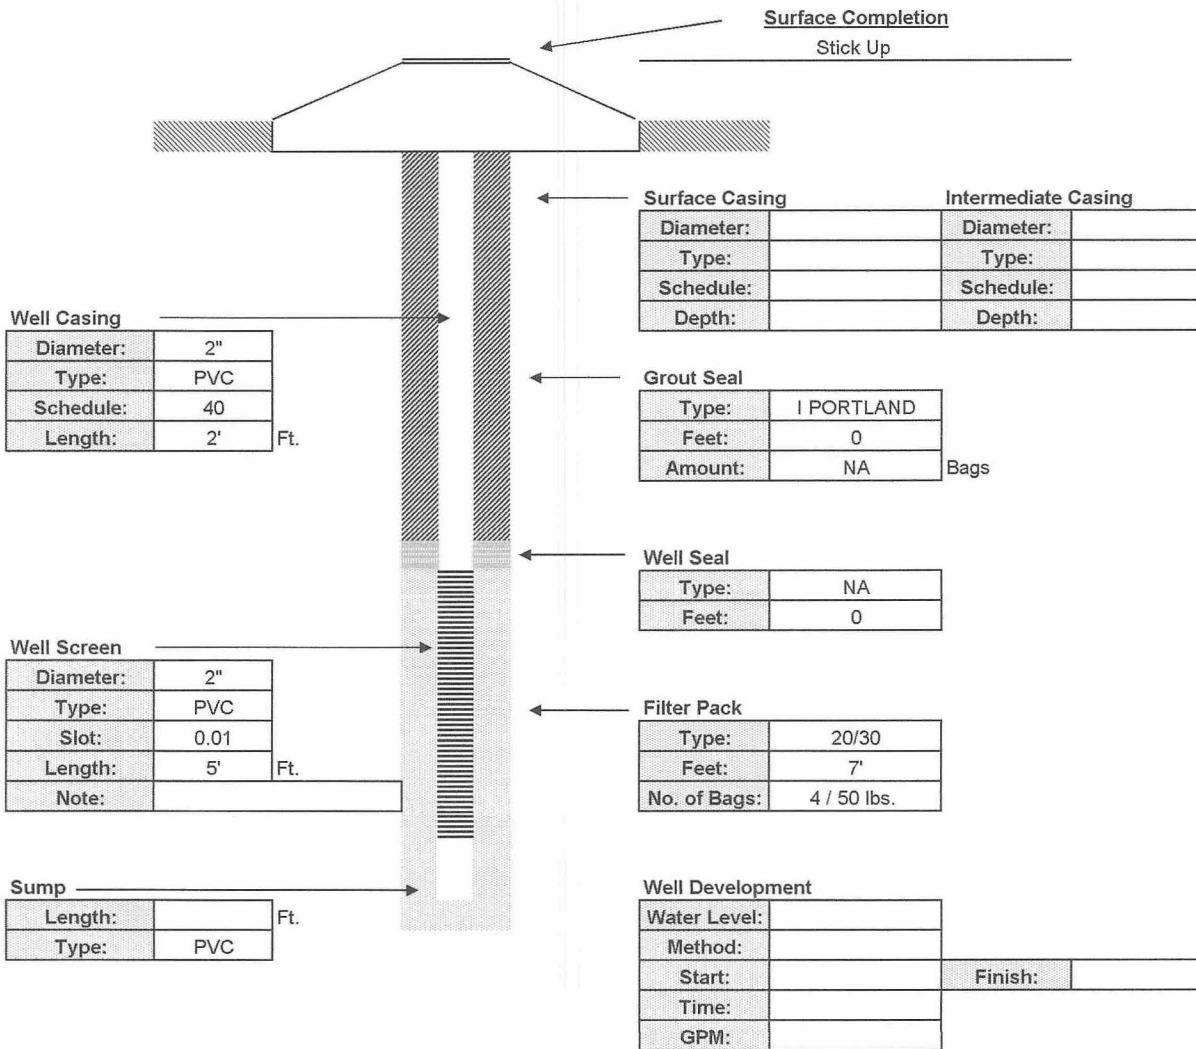 Surface Completion
Stick Up
Surface Casing Intermediate Casing
Diameter: Diameter:
Type: Type:
Schedule: Schedule:
Depth: Depth:
Well Casing
Diameter: 2"
Type: PVC
Schedule: 40
Length: 2' Ft.
Grout Seal
Type: I PORTLAND
Feet: 0
Amount: NA Bags
Well Seal
Type: NA
Feet: 0
Well Screen
Diameter: 2"
Type: PVC
Slot: 0.01
Length: 5' Ft.
Note:
Filter Pack
Type: 20/30
Feet: 7'
No. of Bags: 4 / 50 lbs.
Sump
Length: Ft.
Type: PVC
Well Development
Water Level:
Method:
Start: Finish:
Time:
GPM: